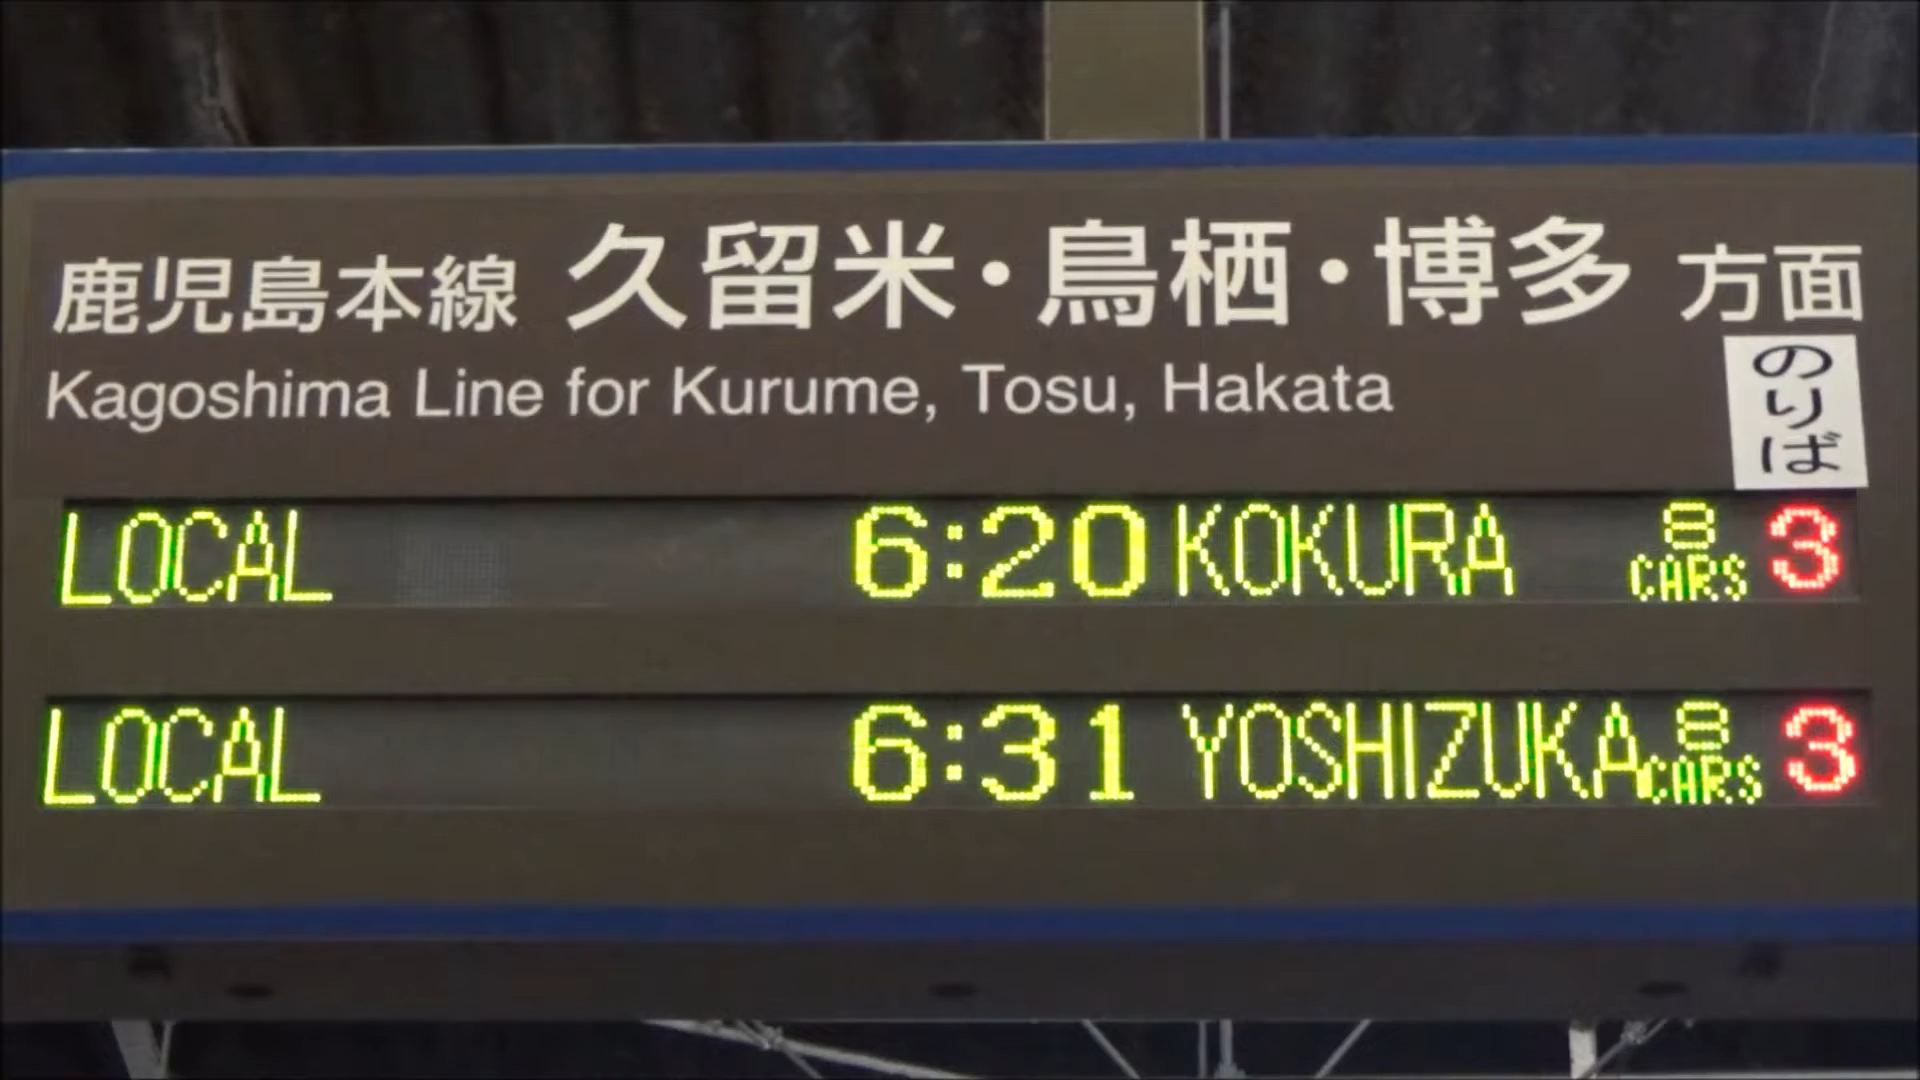 鹿児島本線 久留米・鳥栖・博多 方面
Kagoshima Line for Kurume, Tosu, Hakata
のりば
LOCAL 6:20 KOKURA 8 CARS 3
LOCAL 6:31 YOSHIZUKA 8 CARS 3